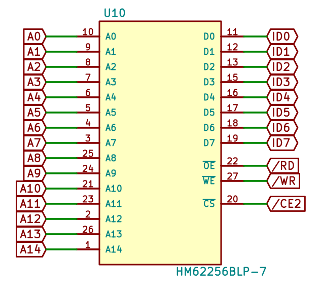 U10
A0 10 A0 D0 11 ID0
A1 9 A1 D1 12 ID1
A2 8 A2 D2 13 ID2
A3 7 A3 D3 15 ID3
A4 6 A4 D4 16 ID4
A5 5 A5 D5 17 ID5
A6 4 A6 D6 18 ID6
A7 3 A7 D7 19 ID7
A8 25 A8 OE 22 /RD
A9 24 A9 WE 27 /WR
A10 21 A10
A11 23 A11 CS 20 /CE2
A12 2 A12
A13 26 A13
A14 1 A14
HM62256BLP-7